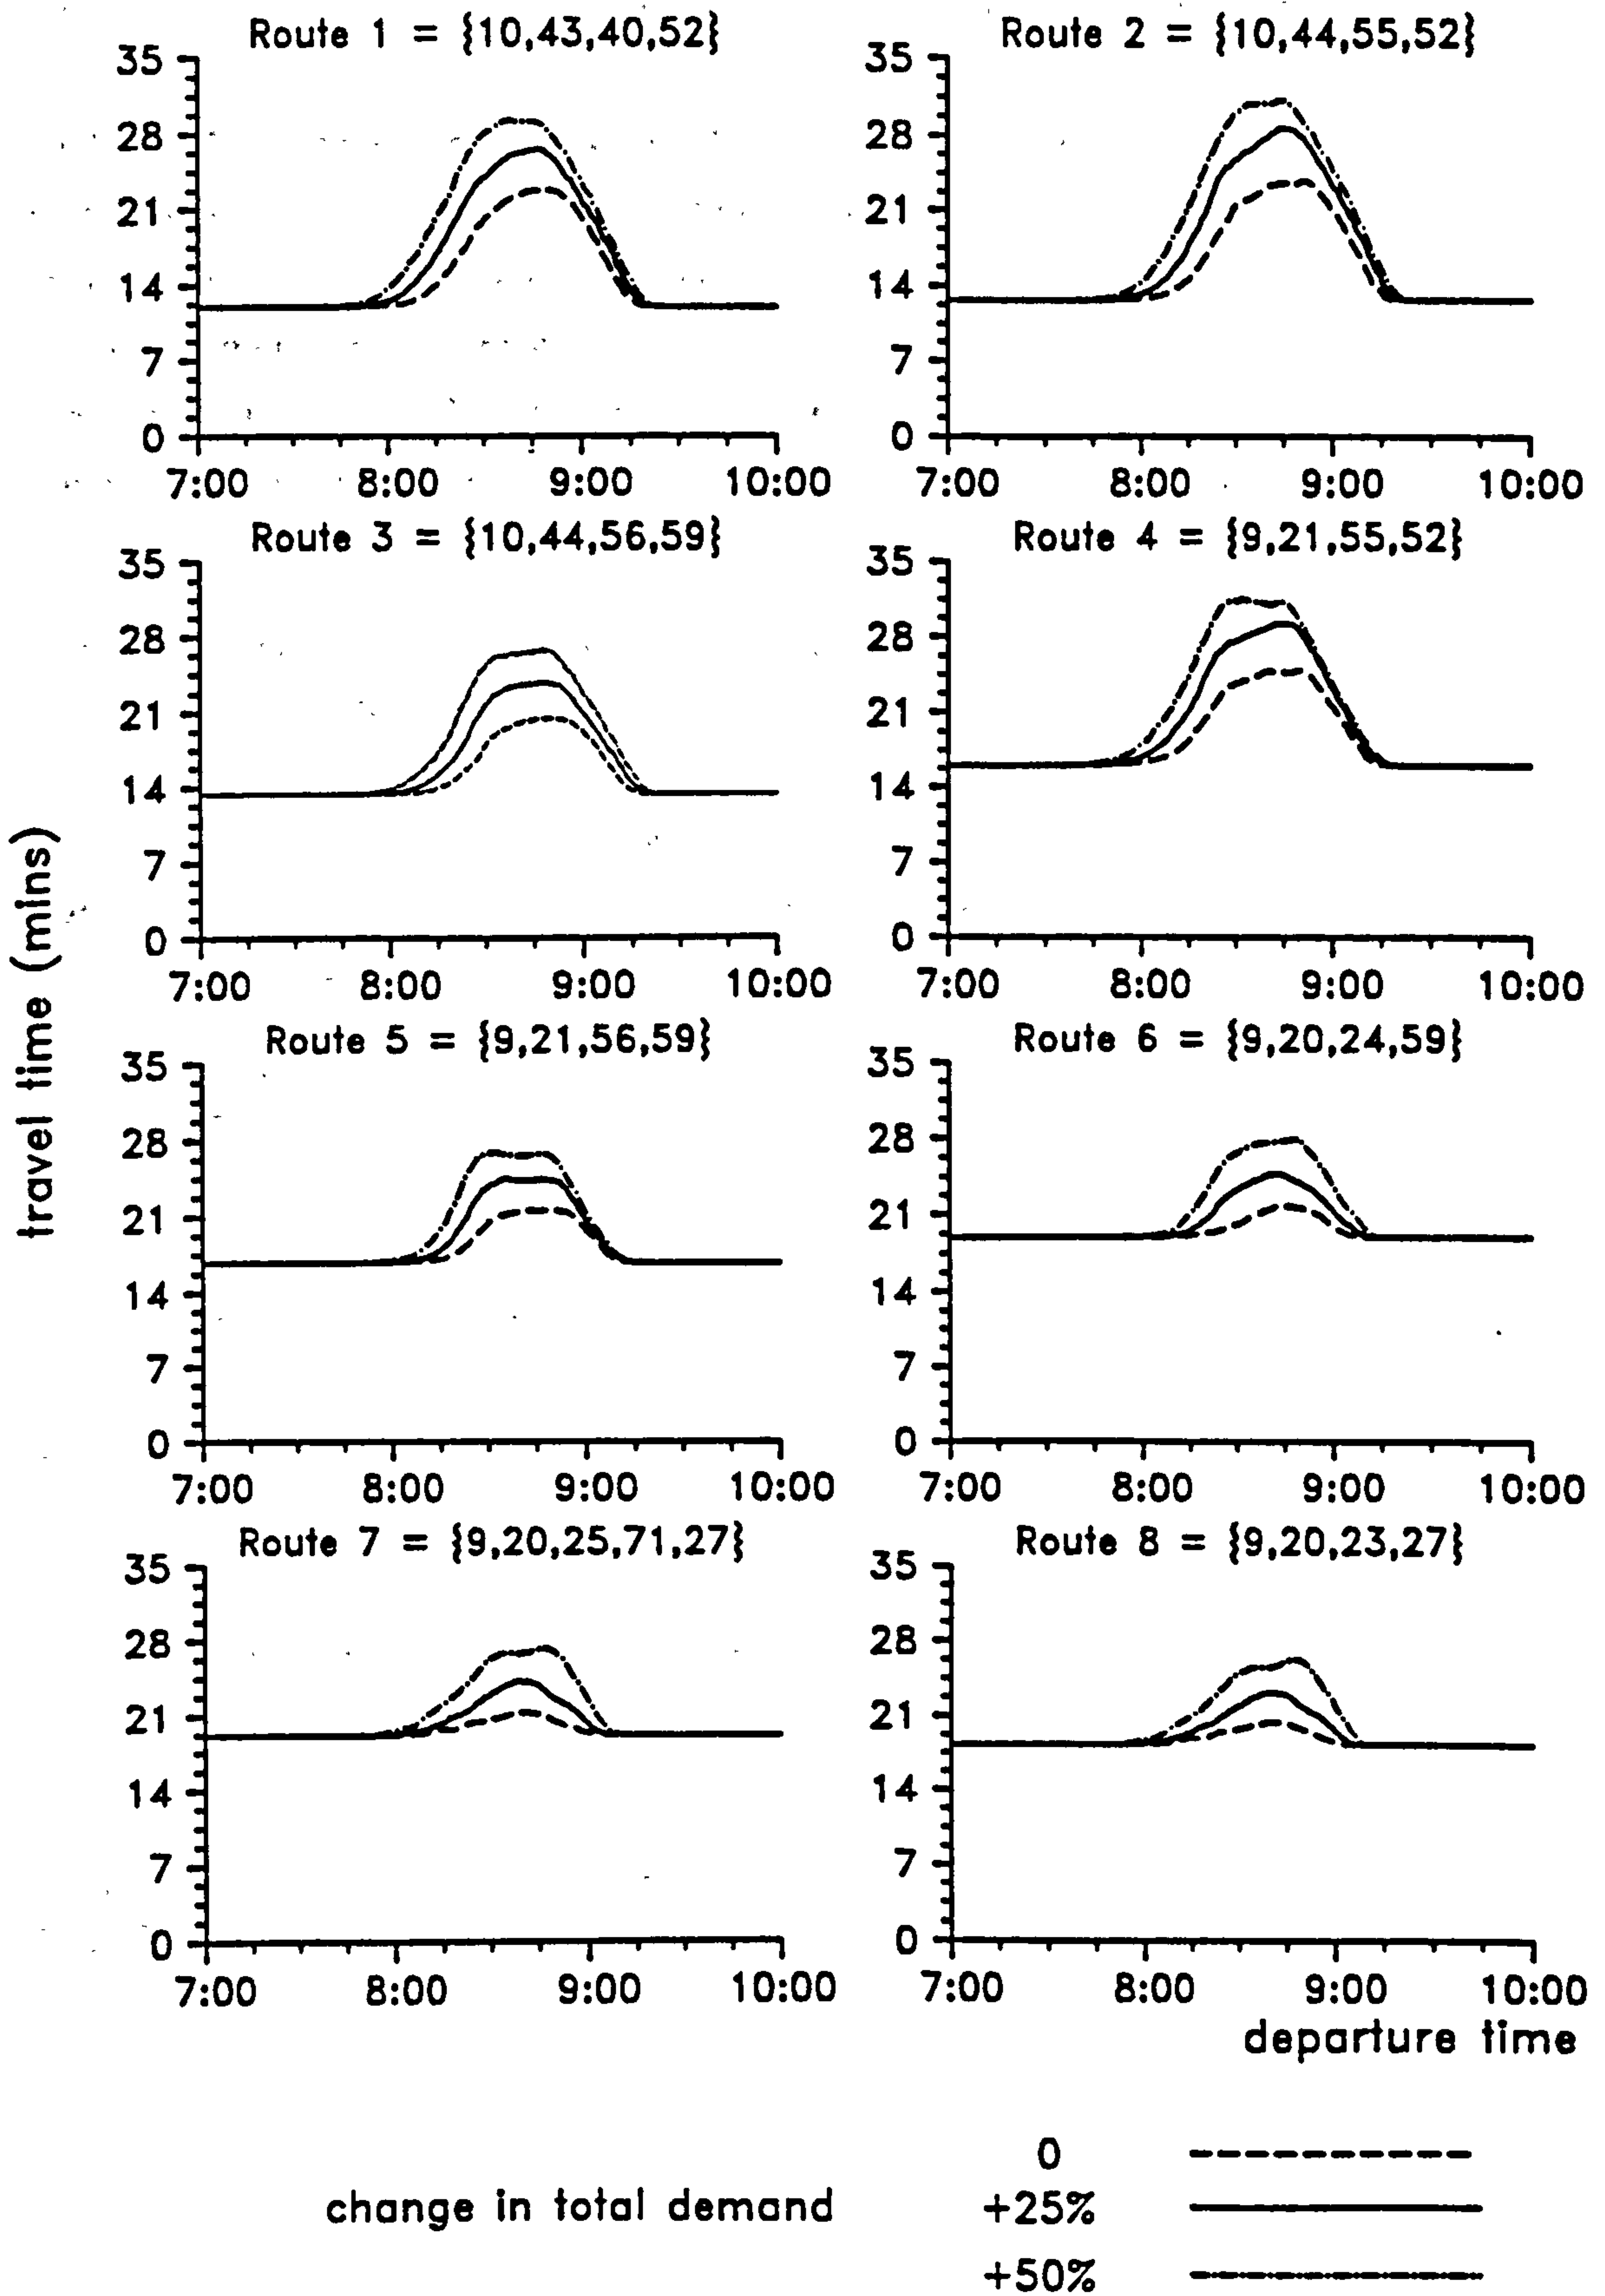 Route 1 = {10,43,40,52}
35
28
21
14
7
0
7:00 8:00 9:00 10:00
Route 2 = {10,44,55,52}
35
28
21
14
7
0
7:00 8:00 9:00 10:00
Route 3 = {10,44,56,59}
35
28
21
14
7
0
7:00 8:00 9:00 10:00
Route 4 = {9,21,55,52}
35
28
21
14
7
0
7:00 8:00 9:00 10:00
travel time (mins)
Route 5 = {9,21,56,59}
35
28
21
14
7
0
7:00 8:00 9:00 10:00
Route 6 = {9,20,24,59}
35
28
21
14
7
0
7:00 8:00 9:00 10:00
Route 7 = {9,20,25,71,27}
35
28
21
14
7
0
7:00 8:00 9:00 10:00
Route 8 = {9,20,23,27}
35
28
21
14
7
0
7:00 8:00 9:00 10:00
departure time
change in total demand
0
+25%
+50%